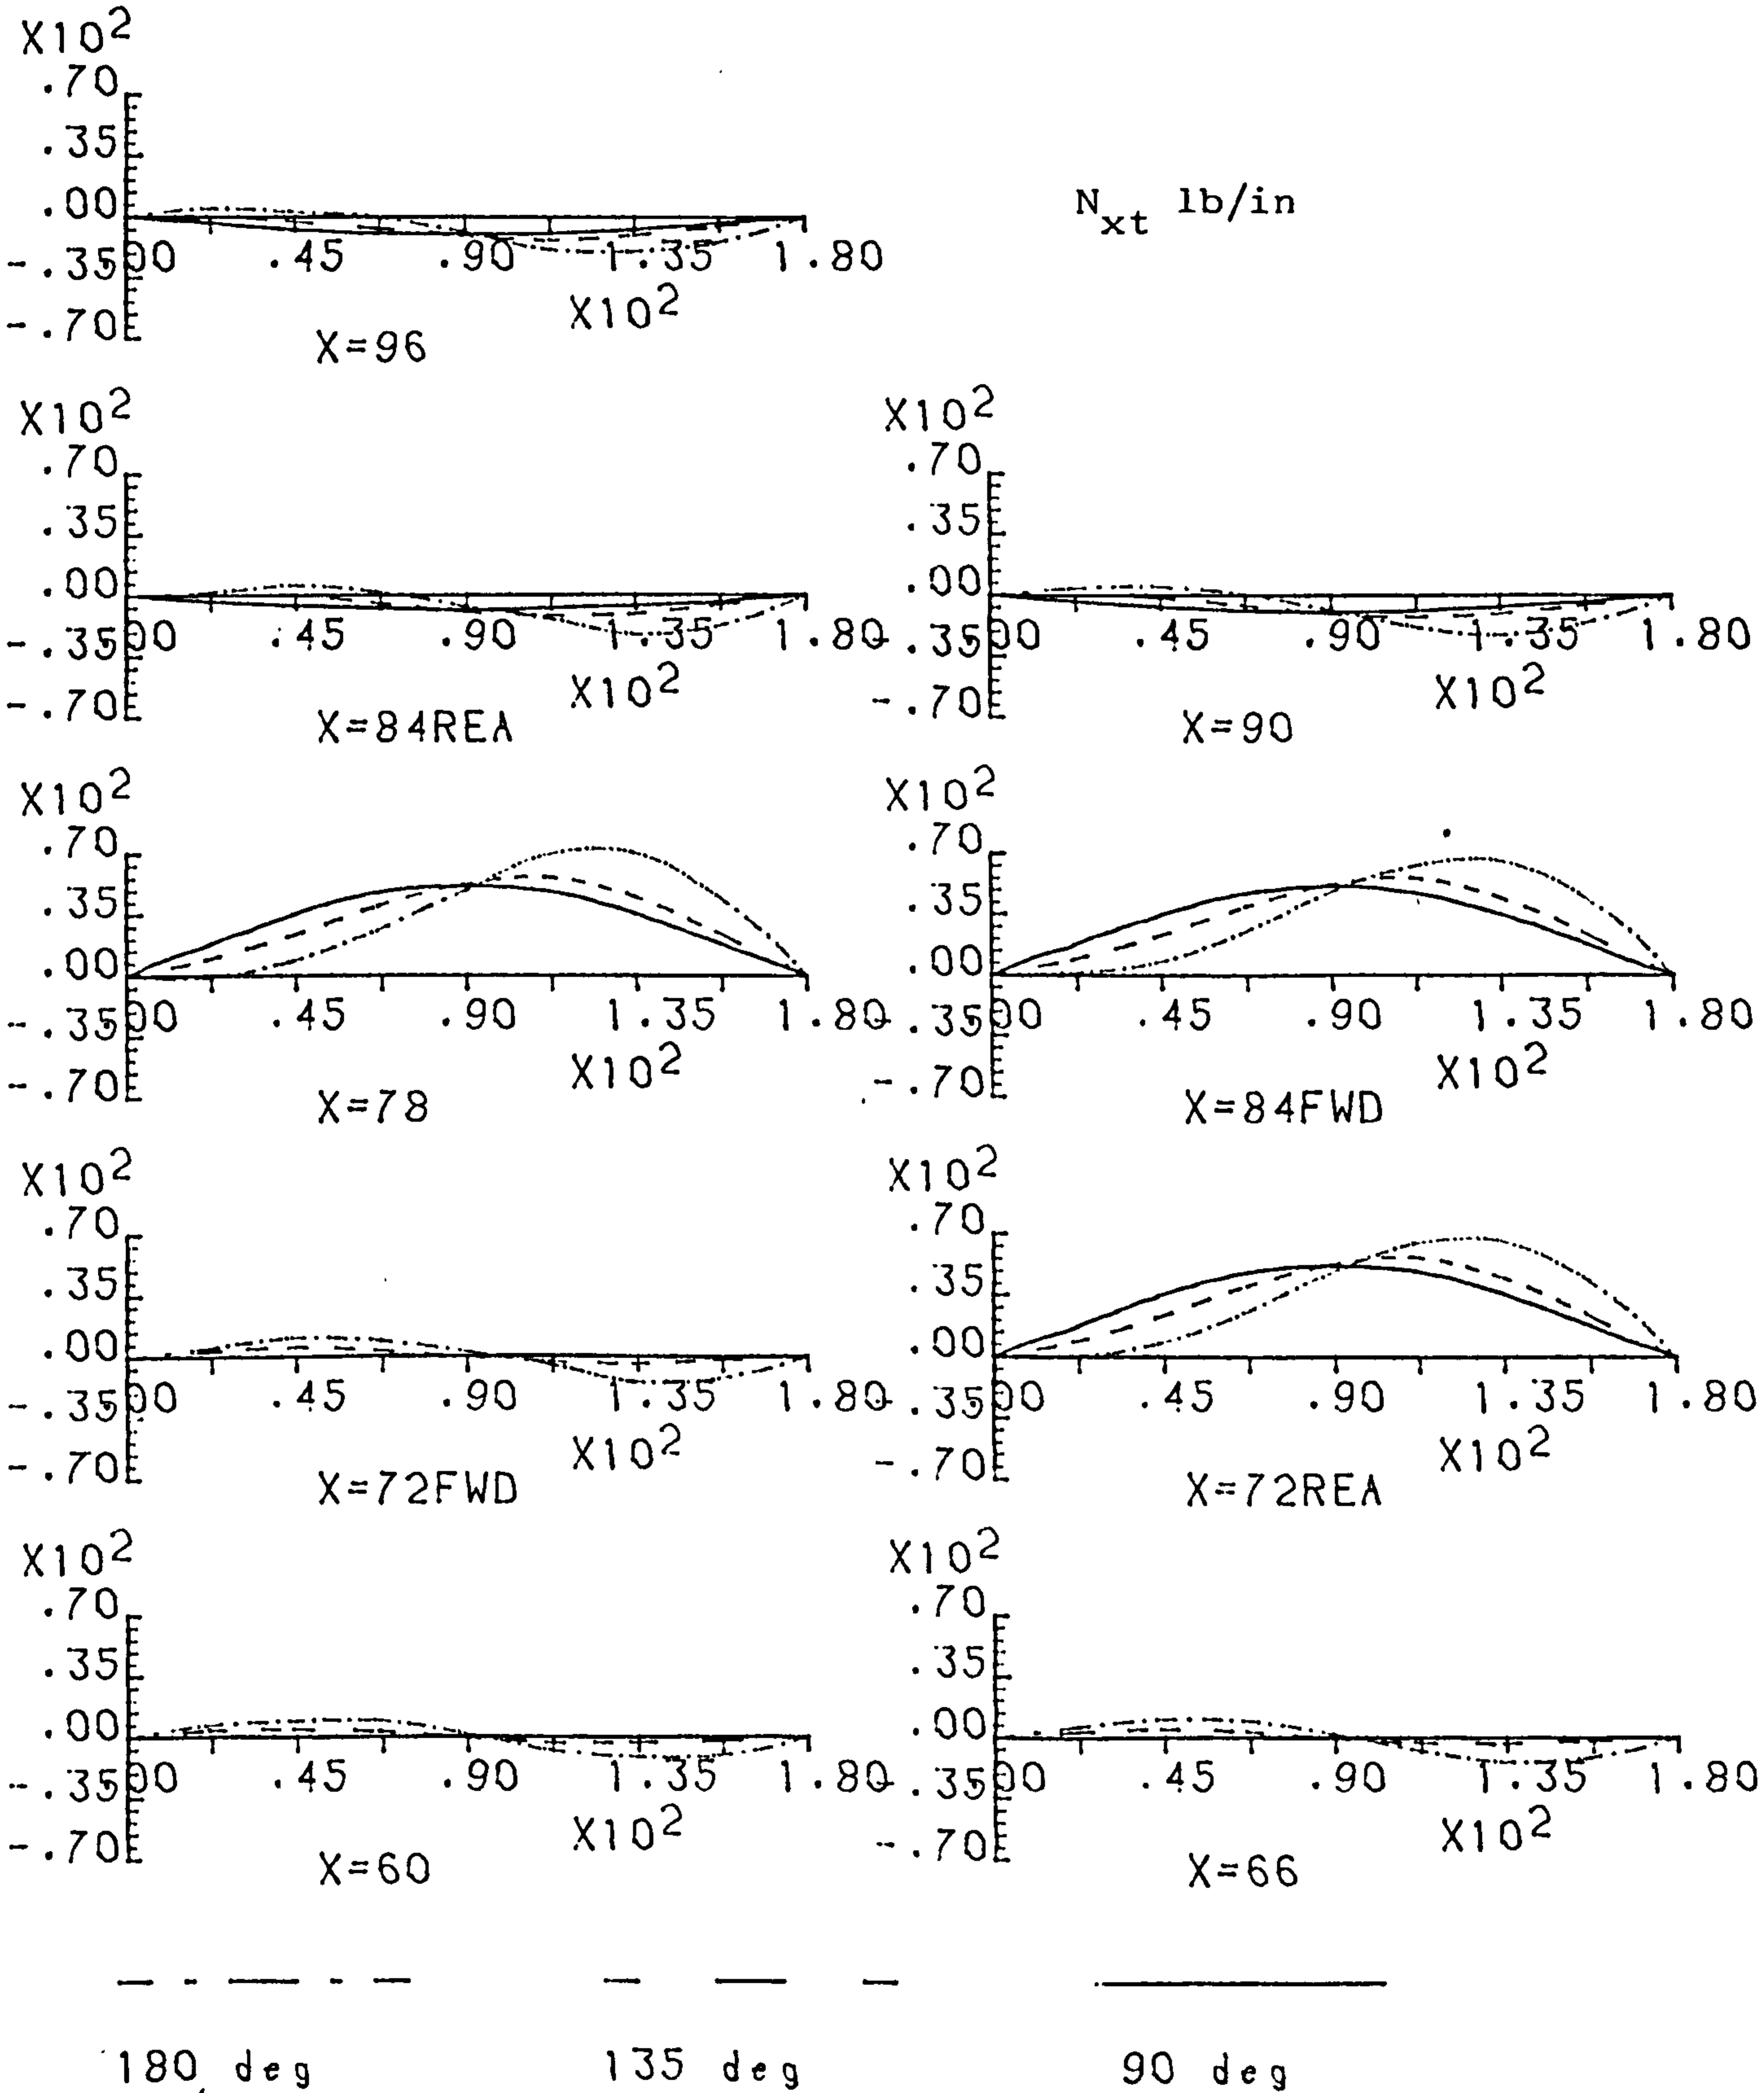 X10²
.70
.35
.00
-.35
-.70
.00 .45 .90 1.35 1.80
X10²
X=96
N_xt lb/in
X10²
.70
.35
.00
-.35
-.70
.00 .45 .90 1.35 1.80
X10²
X=84REA
X10²
.70
.35
.00
-.35
-.70
.00 .45 .90 1.35 1.80
X10²
X=90
X10²
.70
.35
.00
-.35
-.70
.00 .45 .90 1.35 1.80
X10²
X=78
X10²
.70
.35
.00
-.35
-.70
.00 .45 .90 1.35 1.80
X10²
X=84FWD
X10²
.70
.35
.00
-.35
-.70
.00 .45 .90 1.35 1.80
X10²
X=72FWD
X10²
.70
.35
.00
-.35
-.70
.00 .45 .90 1.35 1.80
X10²
X=72REA
X10²
.70
.35
.00
-.35
-.70
.00 .45 .90 1.35 1.80
X10²
X=60
X10²
.70
.35
.00
-.35
-.70
.00 .45 .90 1.35 1.80
X10²
X=66
180 deg 135 deg 90 deg